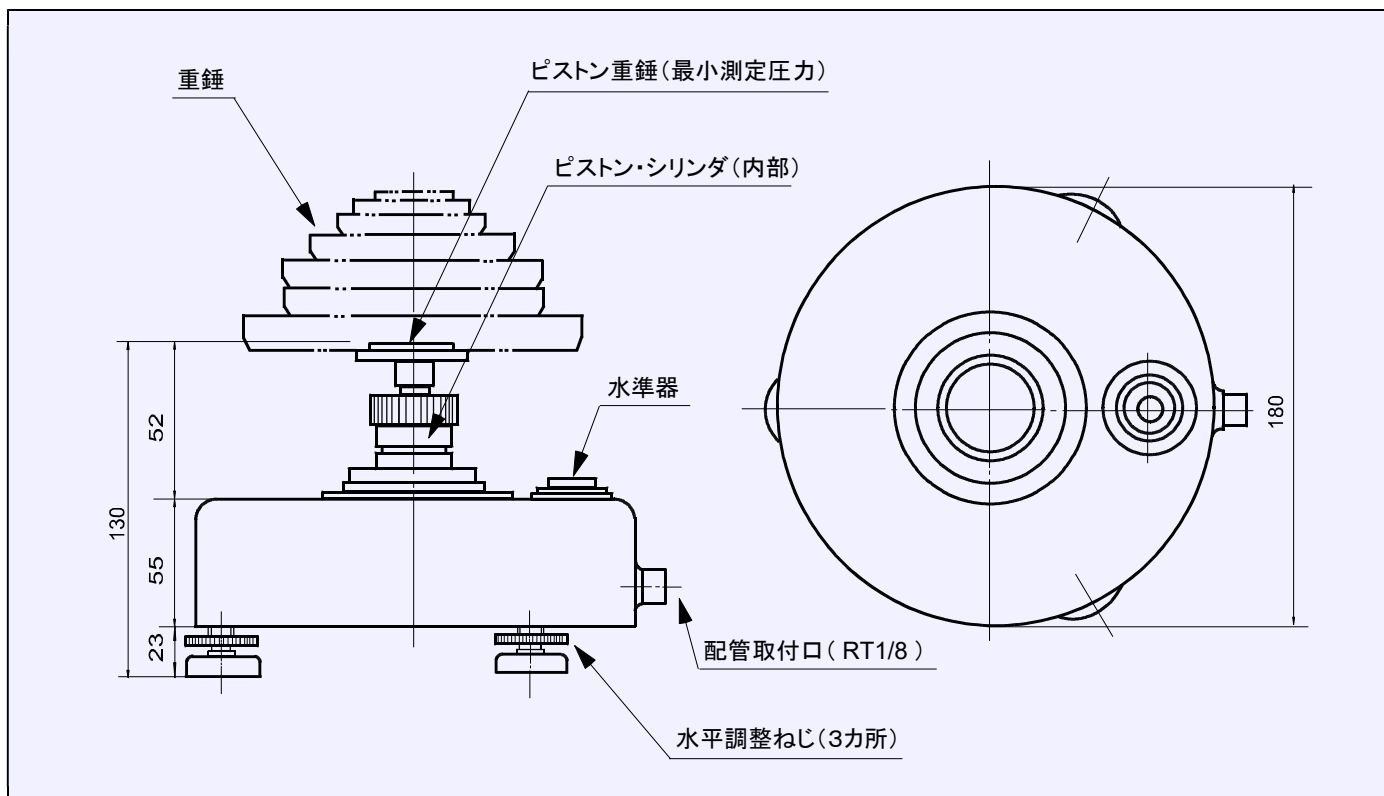 重錘
ピストン重錘(最小測定圧力)
ピストン・シリンダ(内部)
水準器
52
130
55
23
180
配管取付口( RT1/8 )
水平調整ねじ(3カ所)